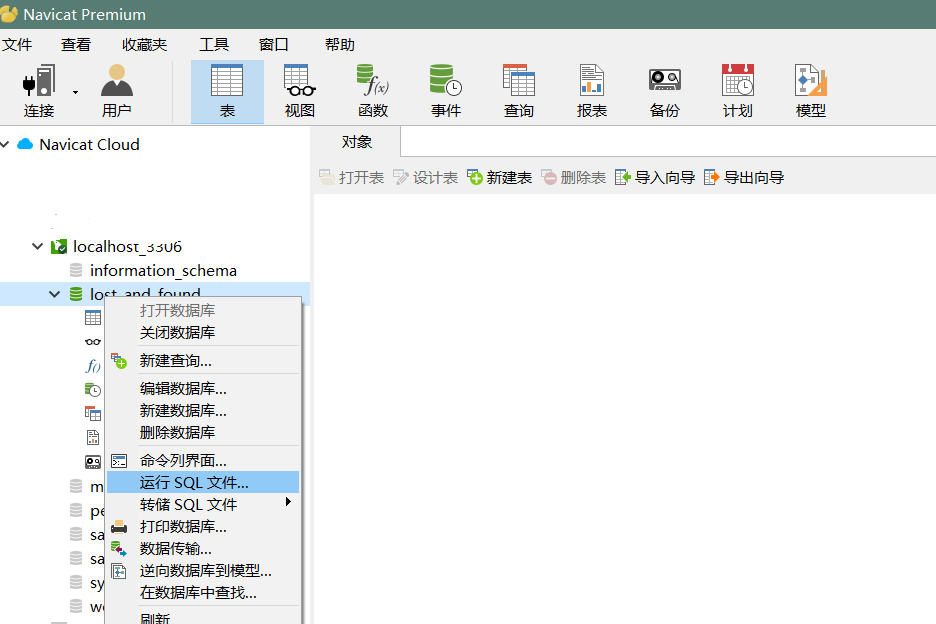 Navicat Premium
文件 查看 收藏夹 工具 窗口 帮助
连接 用户 表 视图 函数 事件 查询 报表 备份 计划 模型
Navicat Cloud
对象
打开表 设计表 新建表 删除表 导入向导 导出向导
localhost_3306
information_schema
lost_and_found
打开数据库
关闭数据库
新建查询...
编辑数据库...
新建数据库...
删除数据库
命令列界面...
运行 SQL 文件...
转储 SQL 文件
打印数据库...
数据传输...
逆向数据库到模型...
在数据库中查找...
刷新
m
pe
sa
sa
sy